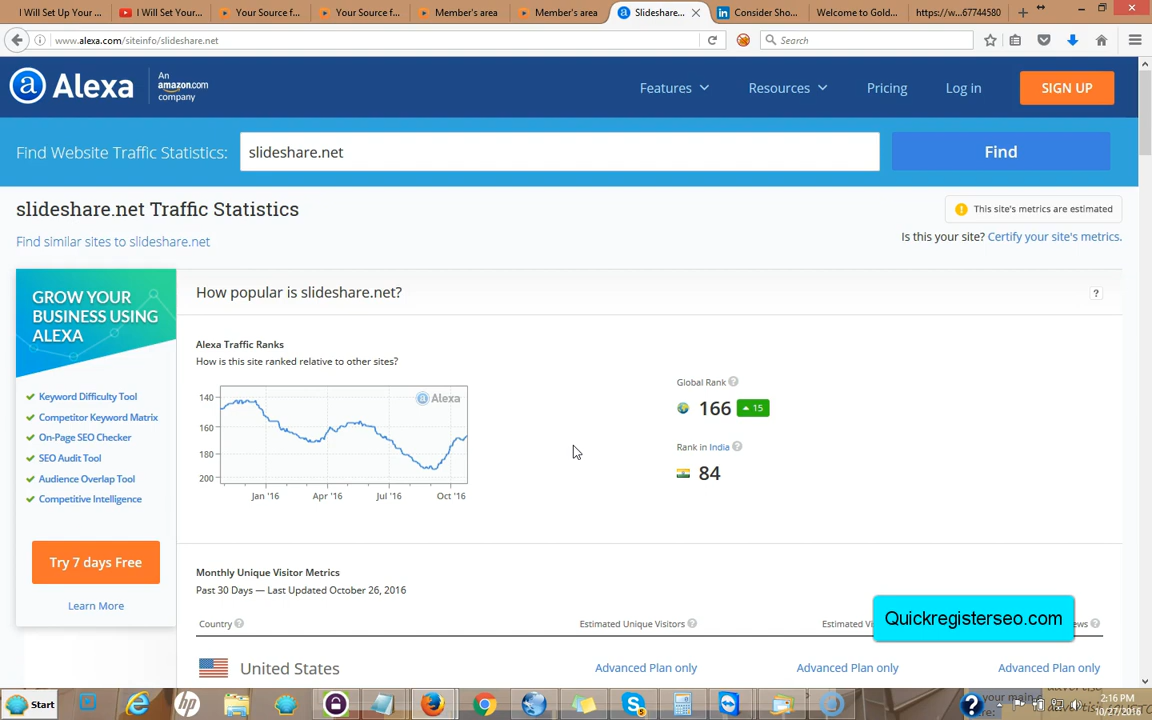 I Will Set Up Your ...
I Will Set Your...
Your Source f...
Your Source f...
Member's area
Member's area
Slideshare...
Consider Sho...
Welcome to Gold...
https://w...67744580
www.alexa.com/siteinfo/slideshare.net
Search
Alexa
An
amazon.com
company
Features
Resources
Pricing
Log in
SIGN UP
Find Website Traffic Statistics:
slideshare.net
Find
slideshare.net Traffic Statistics
This site's metrics are estimated
Find similar sites to slideshare.net
Is this your site? Certify your site's metrics.
GROW YOUR
BUSINESS USING
ALEXA
Keyword Difficulty Tool
Competitor Keyword Matrix
On-Page SEO Checker
SEO Audit Tool
Audience Overlap Tool
Competitive Intelligence
Try 7 days Free
Learn More
How popular is slideshare.net?
?
Alexa Traffic Ranks
How is this site ranked relative to other sites?
Alexa
140
160
180
200
Jan '16
Apr '16
Jul '16
Oct '16
Global Rank ?
166
15
Rank in India ?
84
Monthly Unique Visitor Metrics
Past 30 Days — Last Updated October 26, 2016
Country ?
Estimated Unique Visitors ?
Estimated
Quickregisterseo.com
?
United States
Advanced Plan only
Advanced Plan only
Advanced Plan only
Start
2:16 PM
10/27/2016